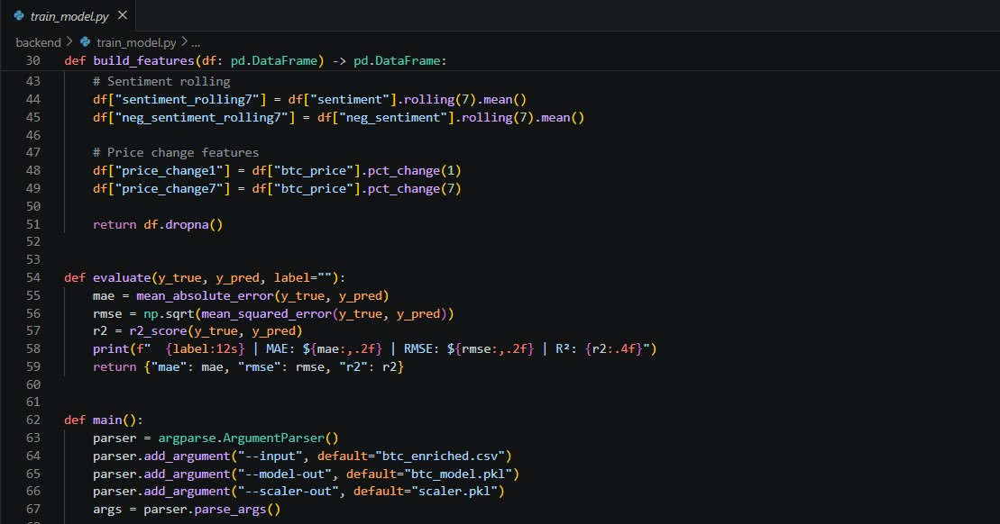 train_model.py ×
backend > train_model.py > ...
30 def build_features(df: pd.DataFrame) -> pd.DataFrame:
43     # Sentiment rolling
44     df["sentiment_rolling7"] = df["sentiment"].rolling(7).mean()
45     df["neg_sentiment_rolling7"] = df["neg_sentiment"].rolling(7).mean()
46
47     # Price change features
48     df["price_change1"] = df["btc_price"].pct_change(1)
49     df["price_change7"] = df["btc_price"].pct_change(7)
50
51     return df.dropna()
52
53
54 def evaluate(y_true, y_pred, label=""):
55     mae = mean_absolute_error(y_true, y_pred)
56     rmse = np.sqrt(mean_squared_error(y_true, y_pred))
57     r2 = r2_score(y_true, y_pred)
58     print(f"  {label:12s} | MAE: ${mae:,.2f} | RMSE: ${rmse:,.2f} | R²: {r2:.4f}")
59     return {"mae": mae, "rmse": rmse, "r2": r2}
60
61
62 def main():
63     parser = argparse.ArgumentParser()
64     parser.add_argument("--input", default="btc_enriched.csv")
65     parser.add_argument("--model-out", default="btc_model.pkl")
66     parser.add_argument("--scaler-out", default="scaler.pkl")
67     args = parser.parse_args()